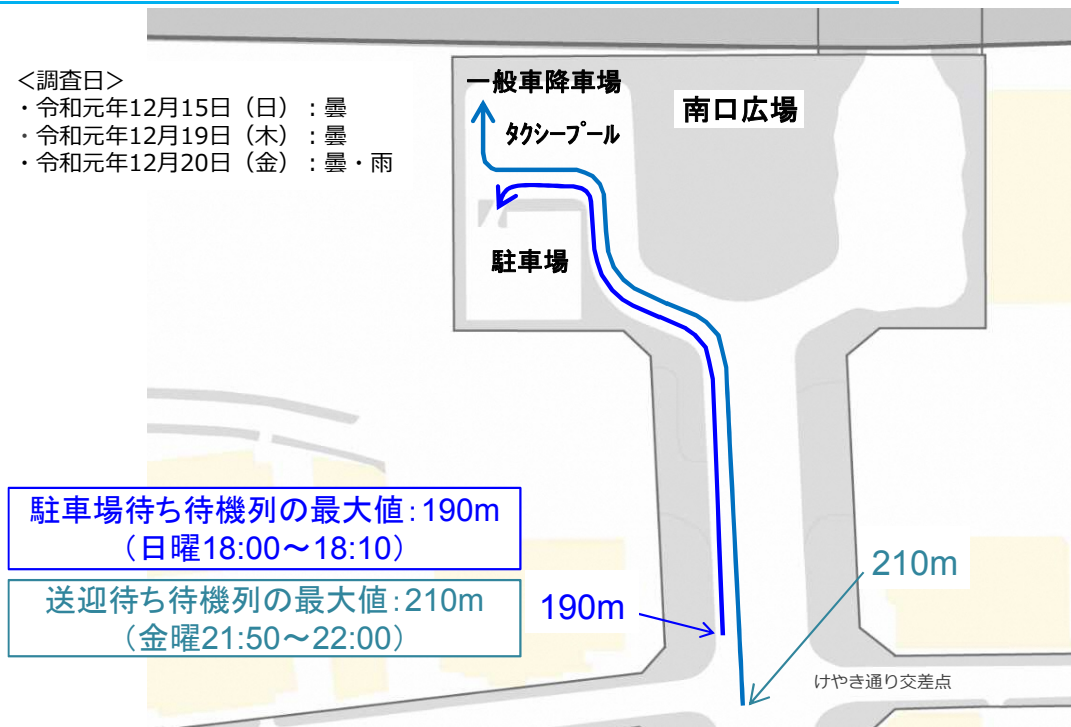 <調査日>
・令和元年12月15日(日):曇
・令和元年12月19日(木):曇
・令和元年12月20日(金):曇・雨
一般車降車場
タクシープール
南口広場
駐車場
駐車場待ち待機列の最大値:190m
(日曜18:00~18:10)
送迎待ち待機列の最大値:210m
(金曜21:50~22:00)
190m
210m
けやき通り交差点